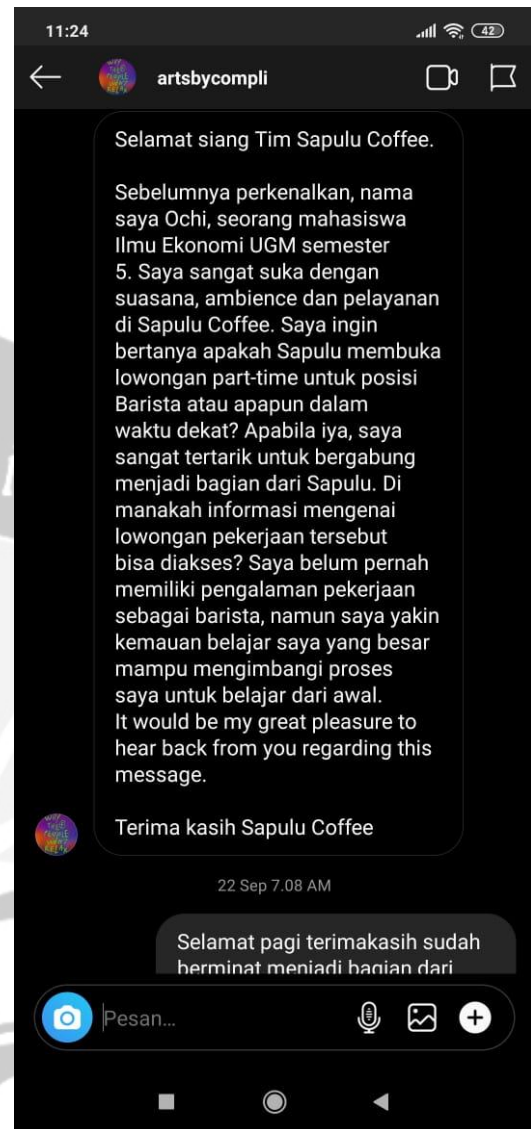 11:24
42
artsbycompli
Selamat siang Tim Sapulu Coffee.
Sebelumnya perkenalkan, nama
saya Ochi, seorang mahasiswa
Ilmu Ekonomi UGM semester
5. Saya sangat suka dengan
suasana, ambience dan pelayanan
di Sapulu Coffee. Saya ingin
bertanya apakah Sapulu membuka
lowongan part-time untuk posisi
Barista atau apapun dalam
waktu dekat? Apabila iya, saya
sangat tertarik untuk bergabung
menjadi bagian dari Sapulu. Di
manakah informasi mengenai
lowongan pekerjaan tersebut
bisa diakses? Saya belum pernah
memiliki pengalaman pekerjaan
sebagai barista, namun saya yakin
kemauan belajar saya yang besar
mampu mengimbangi proses
saya untuk belajar dari awal.
It would be my great pleasure to
hear back from you regarding this
message.
Terima kasih Sapulu Coffee
22 Sep 7.08 AM
Selamat pagi terimakasih sudah
berminat menjadi bagian dari
Pesan...